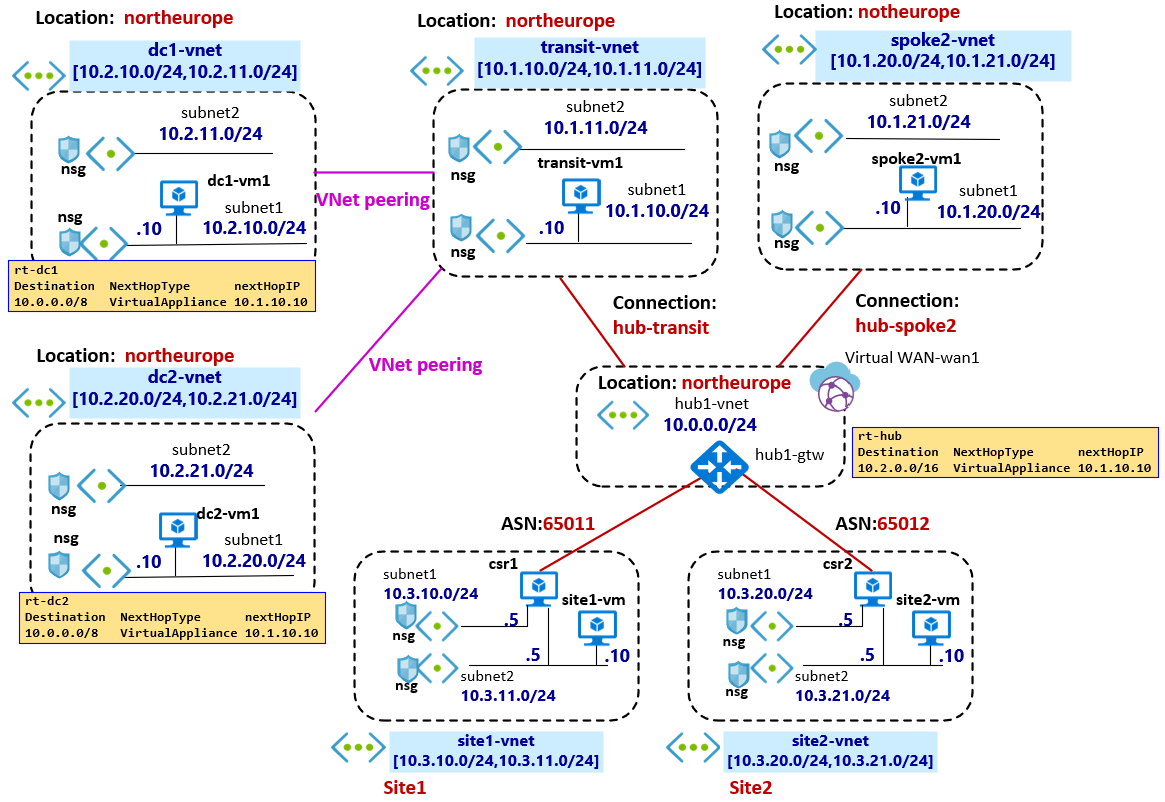 Location: northeurope
dc1-vnet
[10.2.10.0/24,10.2.11.0/24]
subnet2
10.2.11.0/24
nsg
dc1-vm1
subnet1
10.2.10.0/24
.10
nsg
rt-dc1
Destination NextHopType nextHopIP
10.0.0.0/8 VirtualAppliance 10.1.10.10
VNet peering
Location: northeurope
transit-vnet
[10.1.10.0/24,10.1.11.0/24]
subnet2
10.1.11.0/24
nsg
transit-vm1
subnet1
10.1.10.0/24
.10
nsg
Location: notheurope
spoke2-vnet
[10.1.20.0/24,10.1.21.0/24]
subnet2
10.1.21.0/24
nsg
spoke2-vm1
subnet1
10.1.20.0/24
.10
nsg
Connection:
hub-transit
Connection:
hub-spoke2
VNet peering
Location: northeurope
dc2-vnet
[10.2.20.0/24,10.2.21.0/24]
subnet2
10.2.21.0/24
nsg
dc2-vm1
subnet1
10.2.20.0/24
.10
nsg
rt-dc2
Destination NextHopType nextHopIP
10.0.0.0/8 VirtualAppliance 10.1.10.10
Virtual WAN-wan1
Location: northeurope
hub1-vnet
10.0.0.0/24
hub1-gtw
rt-hub
Destination NextHopType nextHopIP
10.2.0.0/16 VirtualAppliance 10.1.10.10
ASN:65011
ASN:65012
csr1
subnet1
10.3.10.0/24
nsg
.5
site1-vm
.5
.10
nsg
subnet2
10.3.11.0/24
site1-vnet
[10.3.10.0/24,10.3.11.0/24]
Site1
csr2
subnet1
10.3.20.0/24
nsg
.5
site2-vm
.5
.10
nsg
subnet2
10.3.21.0/24
site2-vnet
[10.3.20.0/24,10.3.21.0/24]
Site2